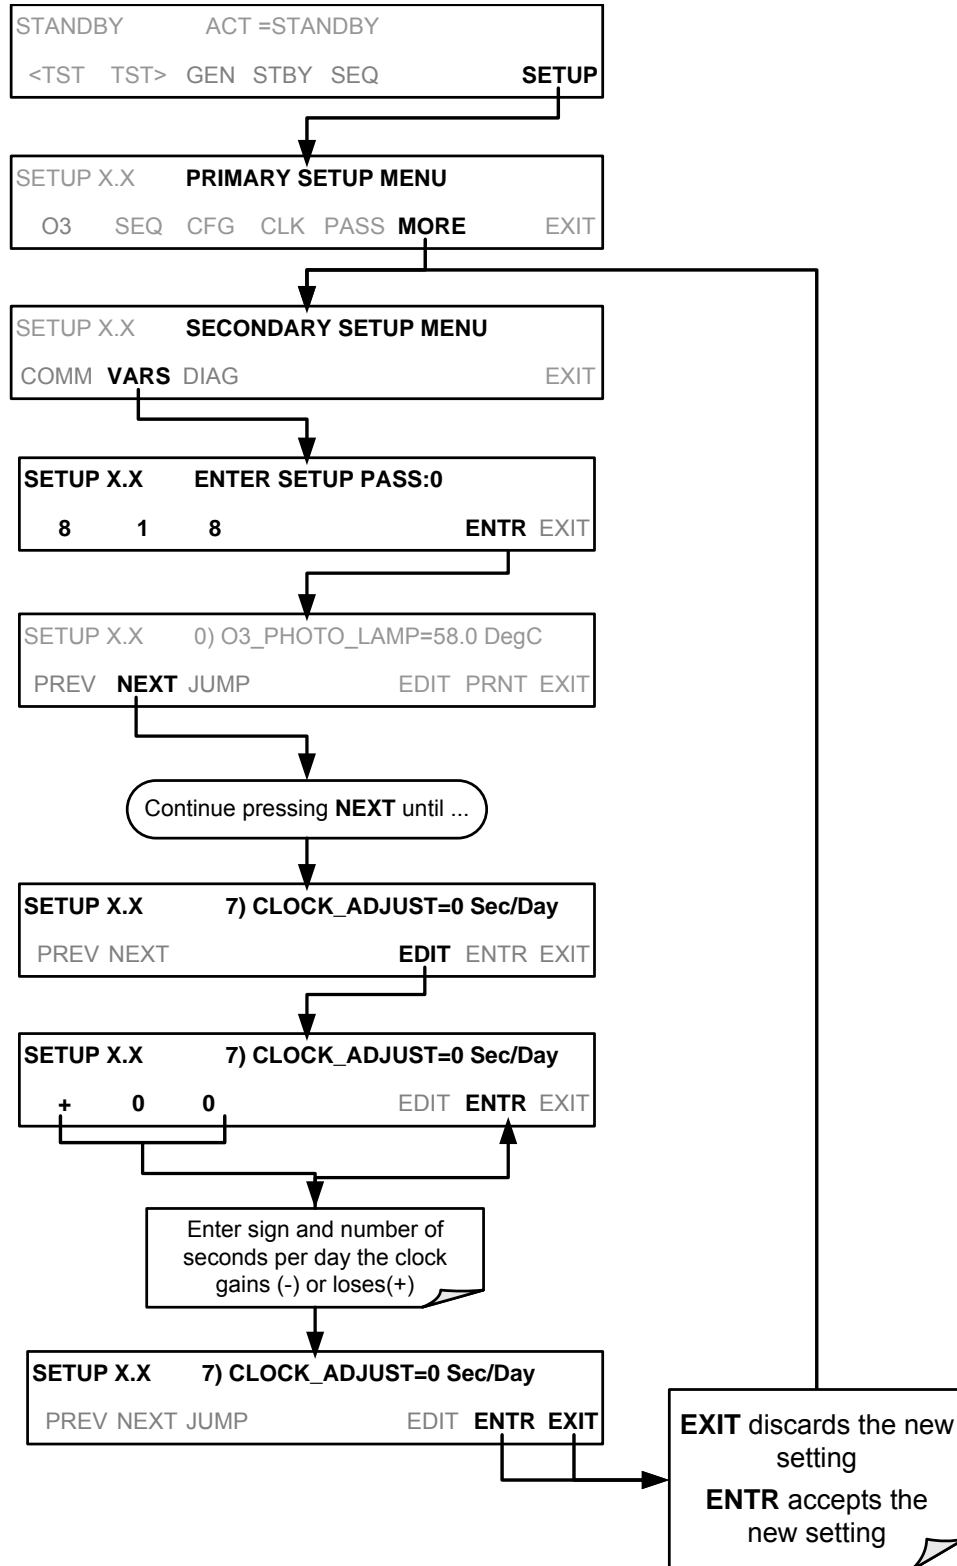 STANDBY ACT =STANDBY
<TST TST> GEN STBY SEQ SETUP
SETUP X.X PRIMARY SETUP MENU
O3 SEQ CFG CLK PASS MORE EXIT
SETUP X.X SECONDARY SETUP MENU
COMM VARS DIAG EXIT
SETUP X.X ENTER SETUP PASS:0
8 1 8 ENTR EXIT
SETUP X.X 0) O3_PHOTO_LAMP=58.0 DegC
PREV NEXT JUMP EDIT PRNT EXIT
Continue pressing NEXT until ...
SETUP X.X 7) CLOCK_ADJUST=0 Sec/Day
PREV NEXT EDIT ENTR EXIT
SETUP X.X 7) CLOCK_ADJUST=0 Sec/Day
+ 0 0 EDIT ENTR EXIT
Enter sign and number of
seconds per day the clock
gains (-) or loses(+)
SETUP X.X 7) CLOCK_ADJUST=0 Sec/Day
PREV NEXT JUMP EDIT ENTR EXIT
EXIT discards the new
setting
ENTR accepts the
new setting